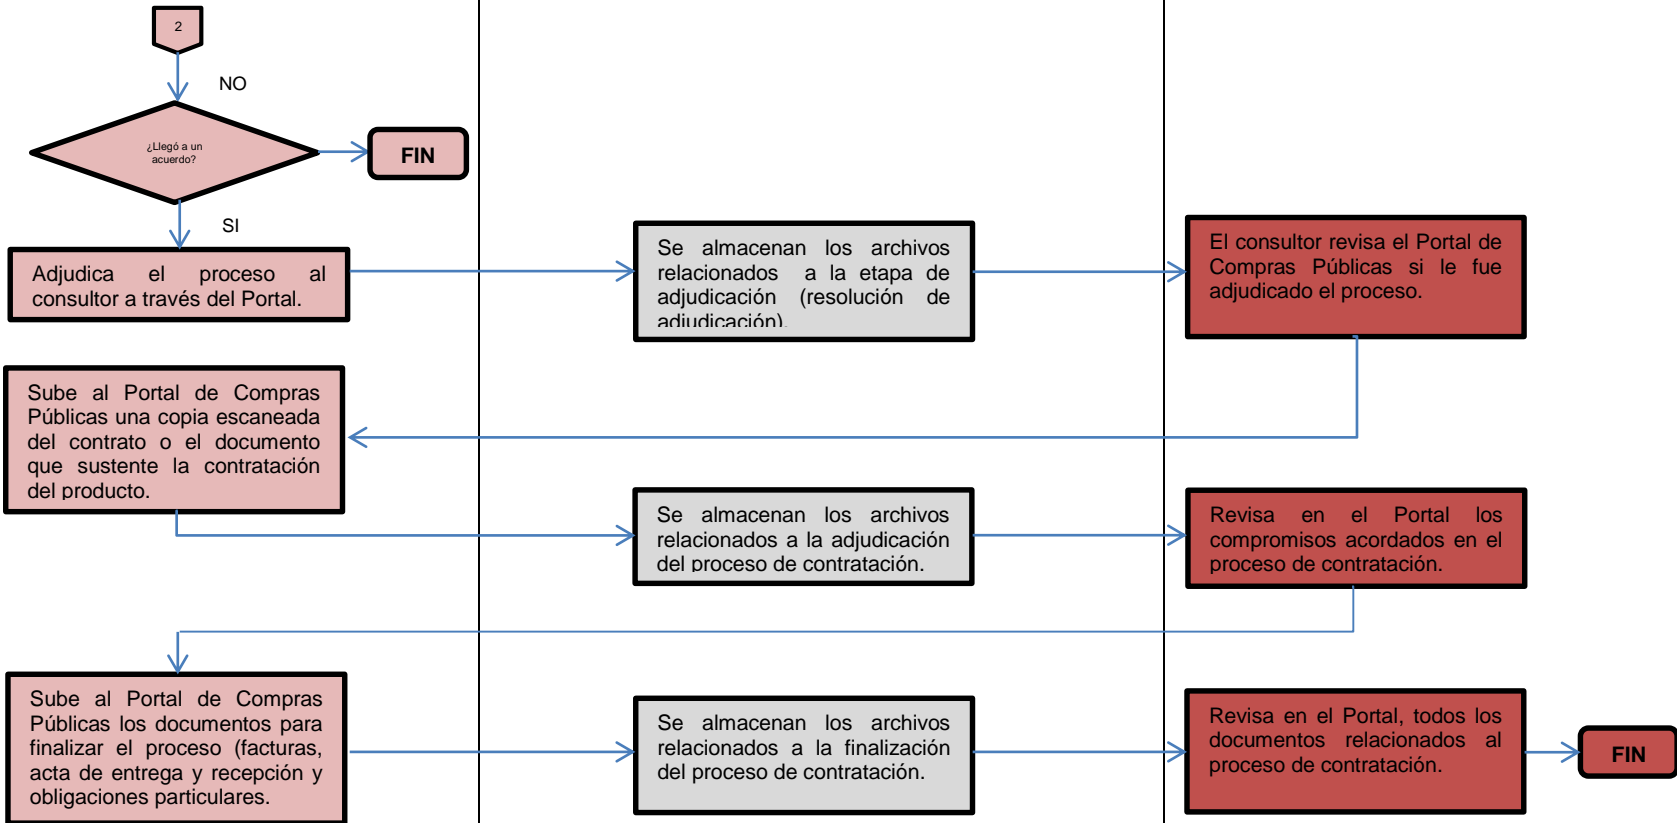 2
NO
¿Llegó a un
acuerdo?
FIN
SI
Adjudica el proceso al
consultor a través del Portal.
Se almacenan los archivos
relacionados a la etapa de
adjudicación (resolución de
adjudicación).
El consultor revisa el Portal de
Compras Públicas si le fue
adjudicado el proceso.
Sube al Portal de Compras
Públicas una copia escaneada
del contrato o el documento
que sustente la contratación
del producto.
Se almacenan los archivos
relacionados a la adjudicación
del proceso de contratación.
Revisa en el Portal los
compromisos acordados en el
proceso de contratación.
Sube al Portal de Compras
Públicas los documentos para
finalizar el proceso (facturas,
acta de entrega y recepción y
obligaciones particulares.
Se almacenan los archivos
relacionados a la finalización
del proceso de contratación.
Revisa en el Portal, todos los
documentos relacionados al
proceso de contratación.
FIN